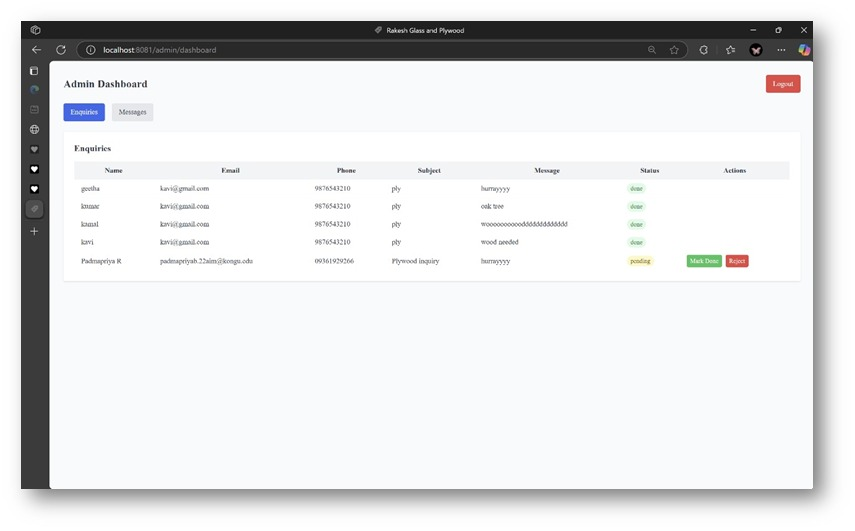 Rakesh Glass and Plywood
localhost:8081/admin/dashboard
Admin Dashboard
Logout
Enquiries Messages
Enquiries
Name Email Phone Subject Message Status Actions
geetha kavi@gmail.com 9876543210 ply hurrayyyy done
kumar kavi@gmail.com 9876543210 ply oak tree done
kamal kavi@gmail.com 9876543210 ply done
kavi kavi@gmail.com 9876543210 ply wood needed done
Padmapriya R padmapriyab.22aim@kongu.edu 09361929266 Plywood inquiry hurrayyyy pending Mark Done Reject